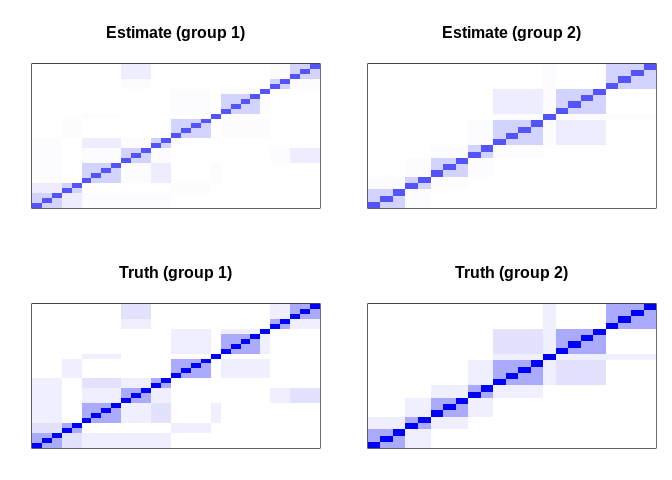 Estimate (group 1)
Estimate (group 2)
Truth (group 1)
Truth (group 2)